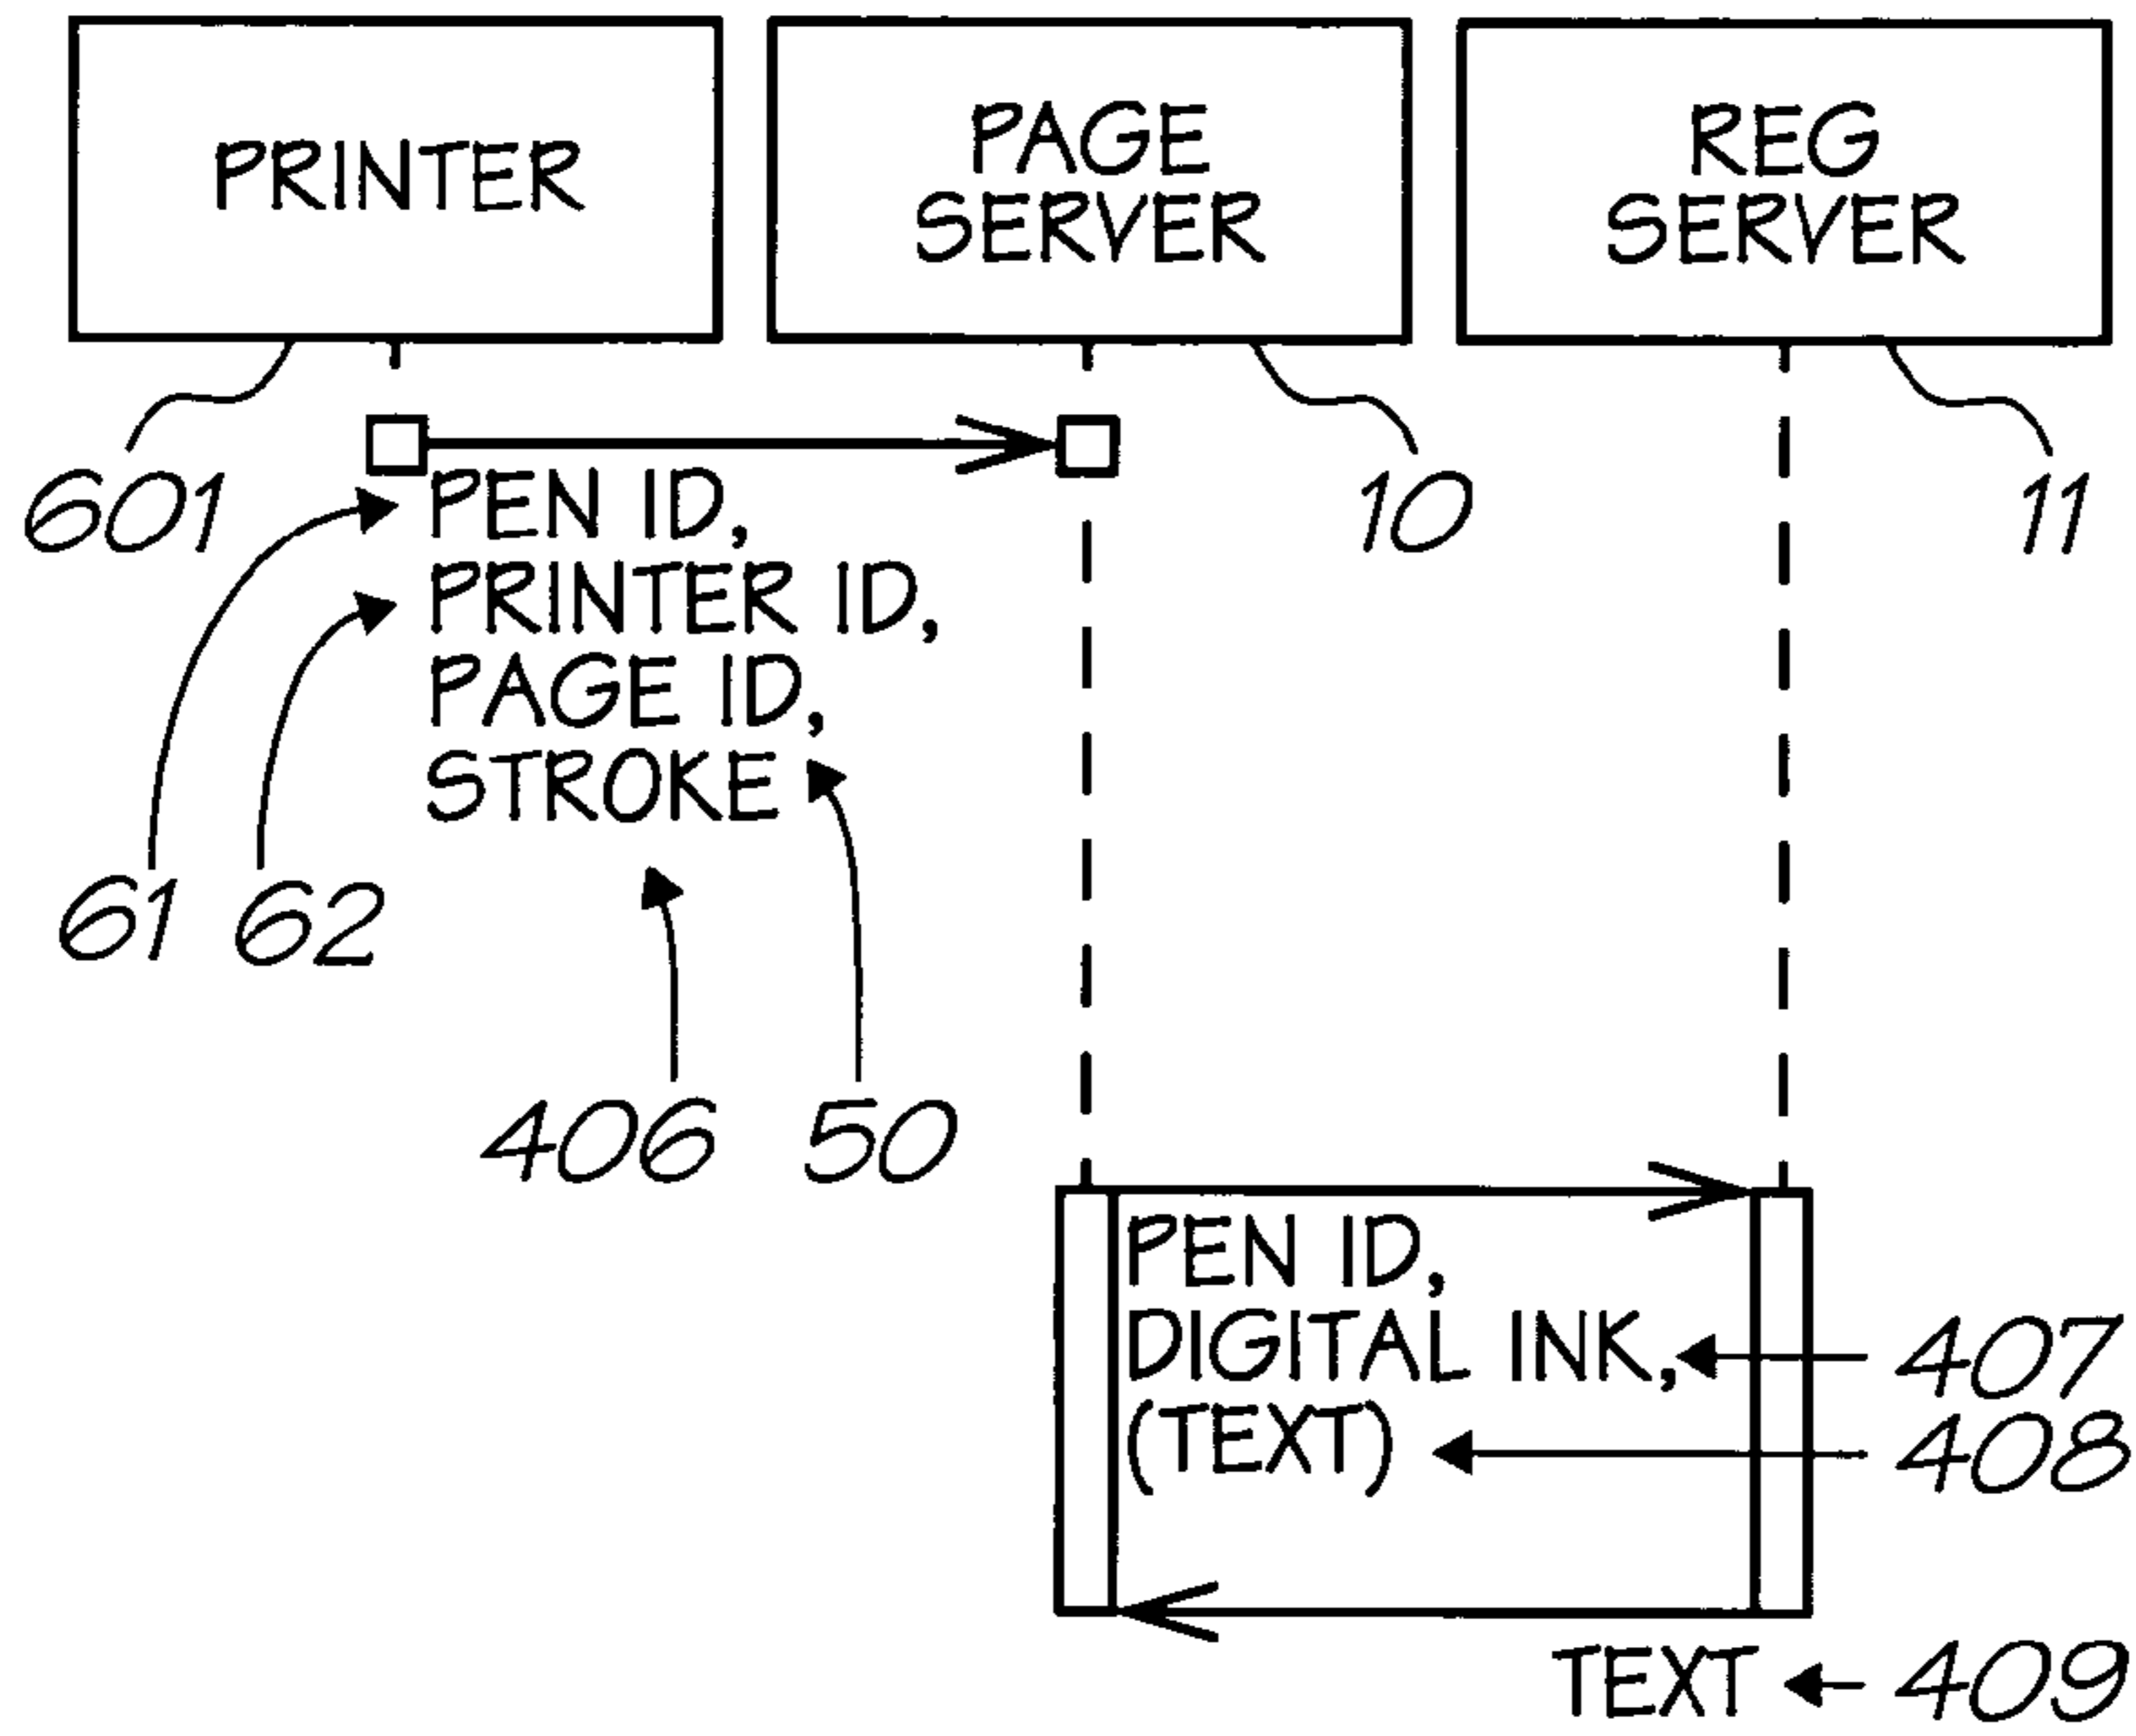 PRINTER
PAGE
SERVER
REG
SERVER
601
10
11
PEN ID,
PRINTER ID,
PAGE ID,
STROKE
61
62
406
50
PEN ID,
DIGITAL INK,
407
(TEXT)
408
TEXT
409